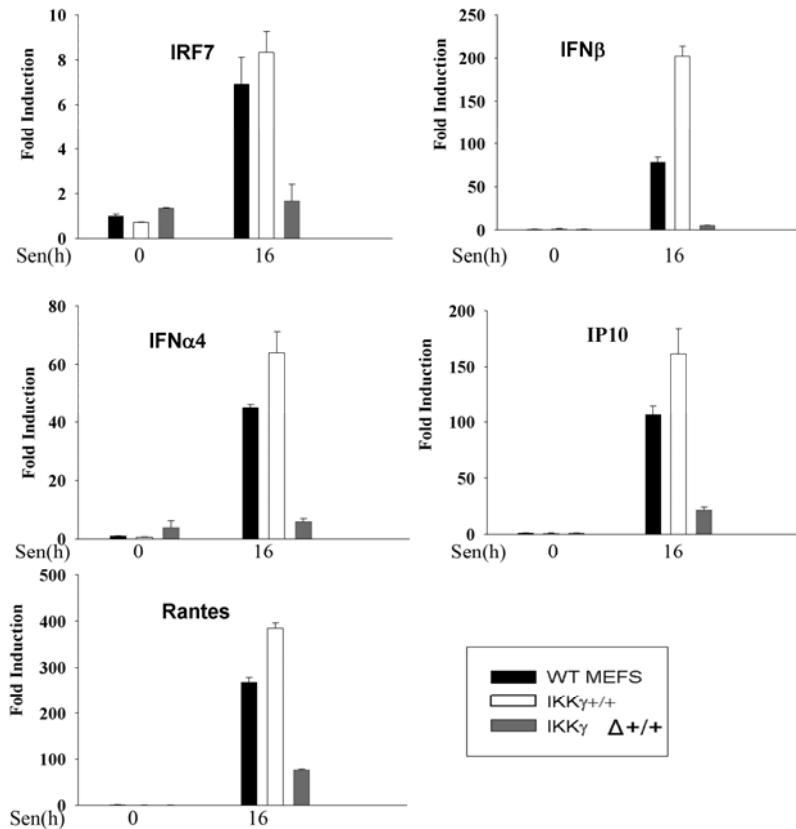 IRF7
Fold Induction
10
8
6
4
2
0
Sen(h) 0 16
IFNβ
Fold Induction
250
200
150
100
50
0
Sen(h) 0 16
IFNα4
Fold Induction
80
60
40
20
0
Sen(h) 0 16
IP10
Fold Induction
200
150
100
50
0
Sen(h) 0 16
Rantes
Fold Induction
500
400
300
200
100
0
Sen(h) 0 16
WT MEFS
IKKγ+/+
IKKγ Δ+/+